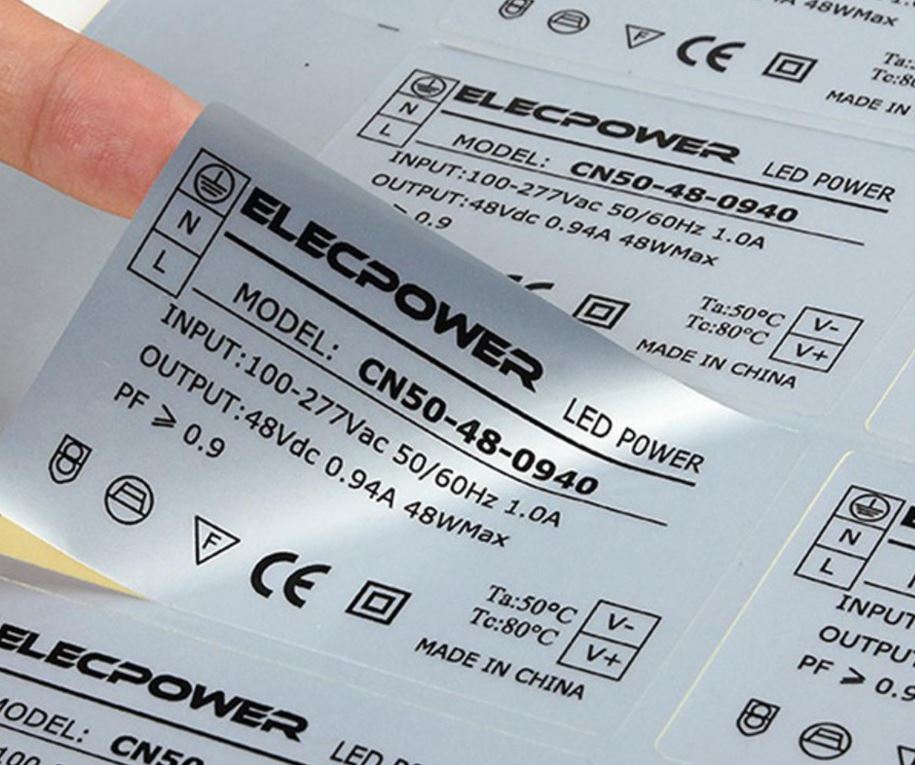 48WMax
F
CE
Ta:
Tc:80
MADE IN
N
L
ELECPOWER
LED POWER
MODEL: CN50-48-0940
INPUT:100-277Vac 50/60Hz 1.0A
OUTPUT:48Vdc 0.94A 48WMax
⩾ 0.9
Ta:50°C
Tc:80°C
V-
V+
MADE IN CHINA
N
L
ELECPOWER
LED POWER
MODEL: CN50-48-0940
INPUT:100-277Vac 50/60Hz 1.0A
OUTPUT:48Vdc 0.94A 48WMax
PF ⩾ 0.9
F
CE
Ta:50°C
Tc:80°C
V-
V+
MADE IN CHINA
N
L
INPUT
OUTPU
PF ⩾ 0.9
ELECPOWER
LED P
MODEL: CN50